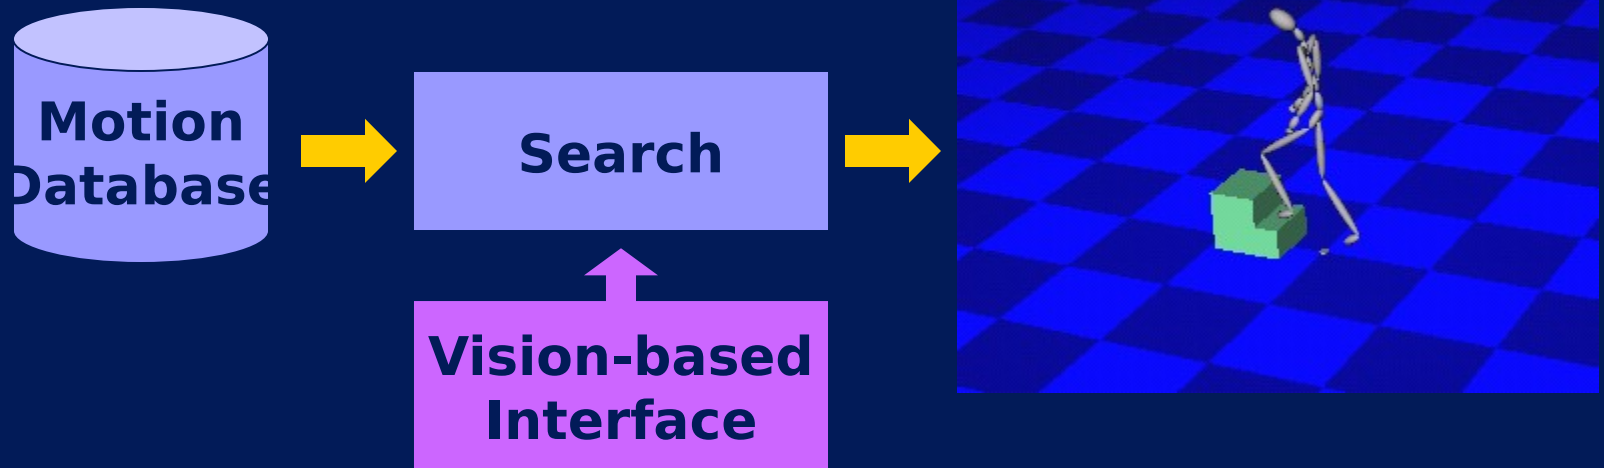 Motion
Database
Search
Vision-based
Interface